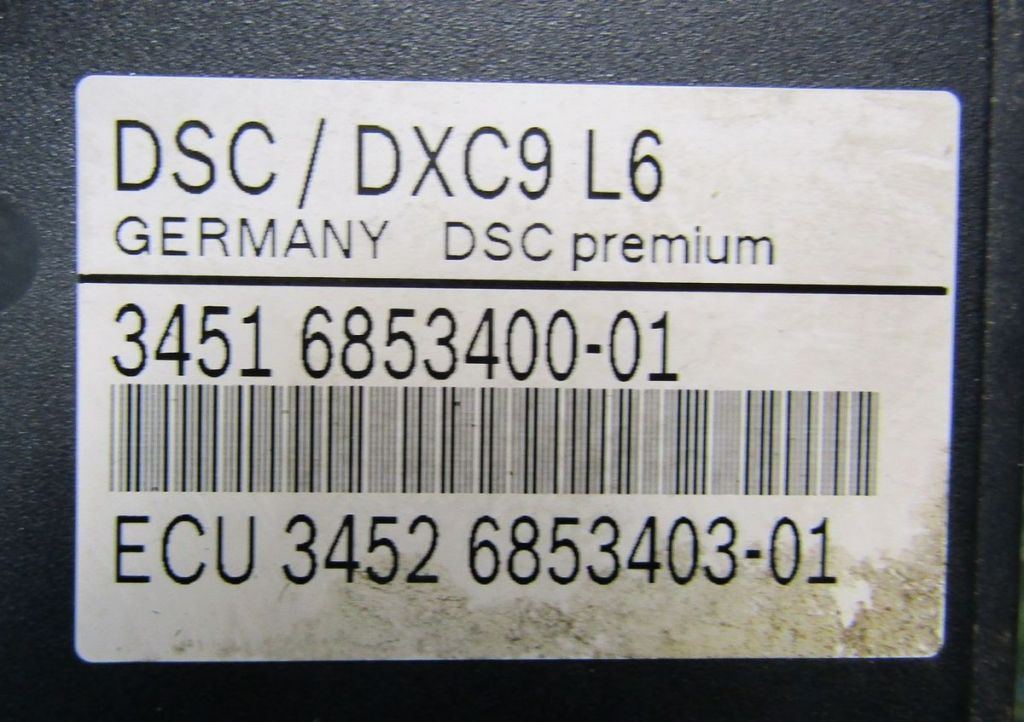 DSC / DXC9 L6
GERMANY DSC premium
3451 6853400-01
ECU 3452 6853403-01